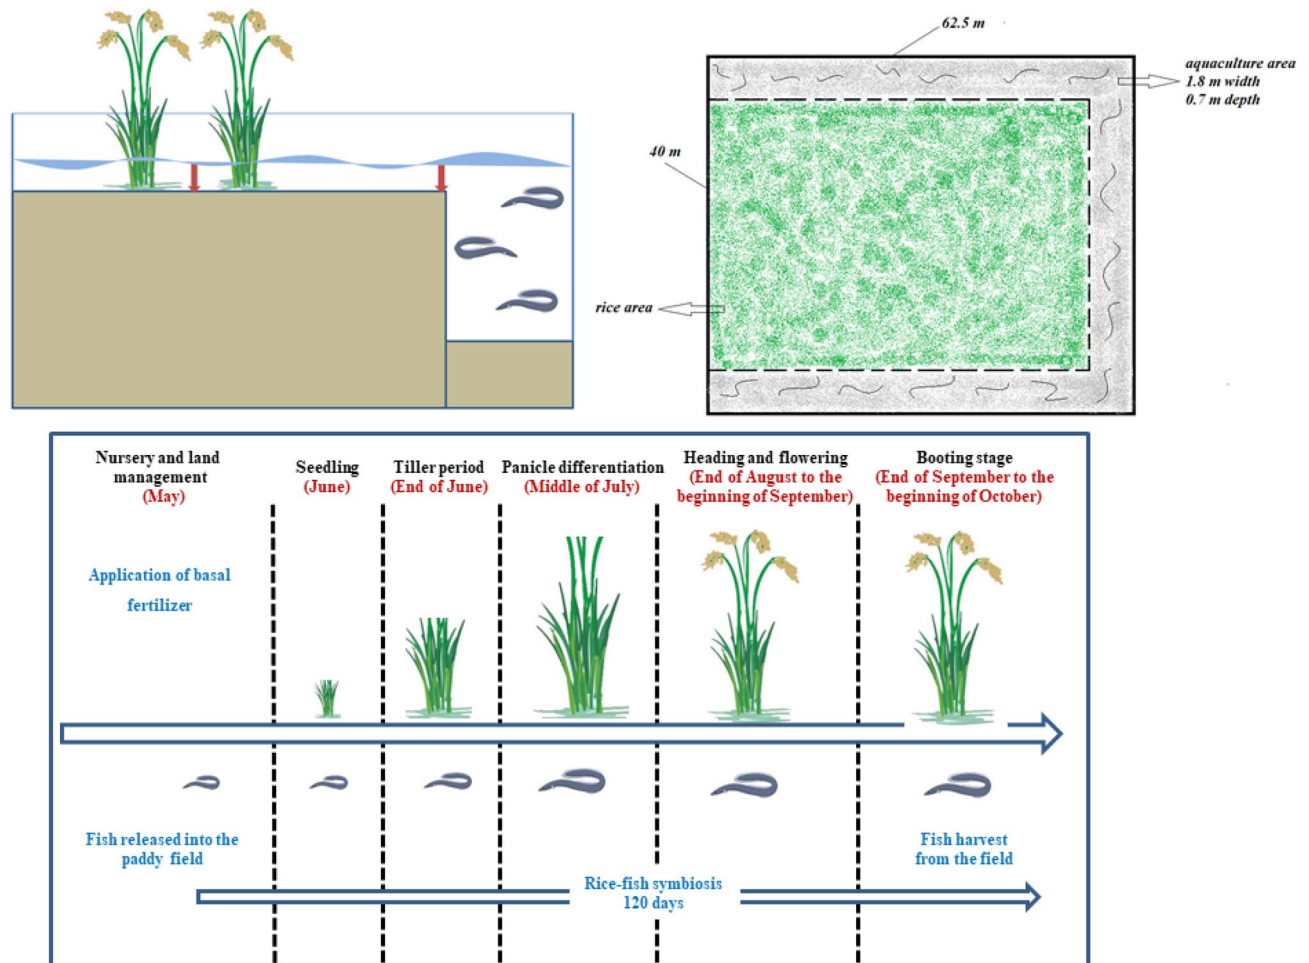 62.5 m
aquaculture area
1.8 m width
0.7 m depth
40 m
rice area
Nursery and land
management
(May)
Seedling
(June)
Tiller period
(End of June)
Panicle differentiation
(Middle of July)
Heading and flowering
(End of August to the
beginning of September)
Booting stage
(End of September to the
beginning of October)
Application of basal
fertilizer
Fish released into the
paddy field
Fish harvest
from the field
Rice-fish symbiosis
120 days